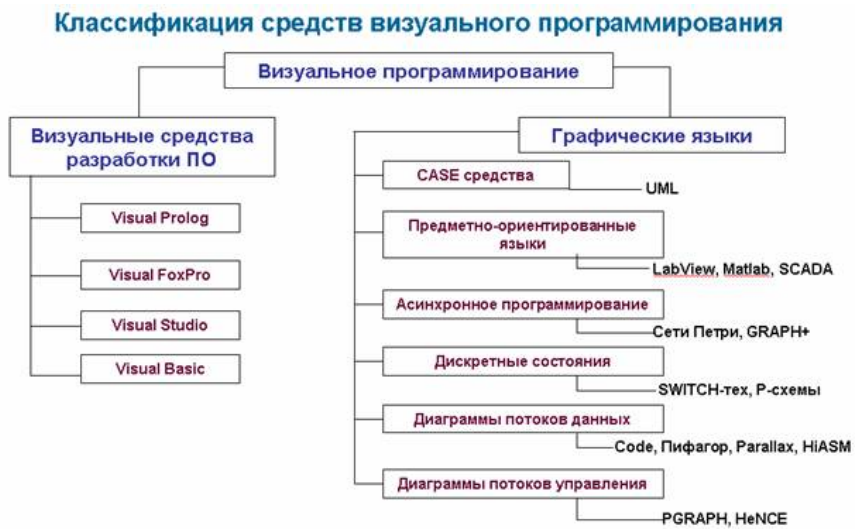 Классификация средств визуального программирования
Визуальное программирование
Визуальные средства
разработки ПО
Visual Prolog
Visual FoxPro
Visual Studio
Visual Basic
Графические языки
CASE средства
UML
Предметно-ориентированные
языки
LabView, Matlab, SCADA
Асинхронное программирование
Сети Петри, GRAPH+
Дискретные состояния
SWITCH-тех, Р-схемы
Диаграммы потоков данных
Code, Пифагор, Parallax, HiASM
Диаграммы потоков управления
PGRAPH, HeNCE